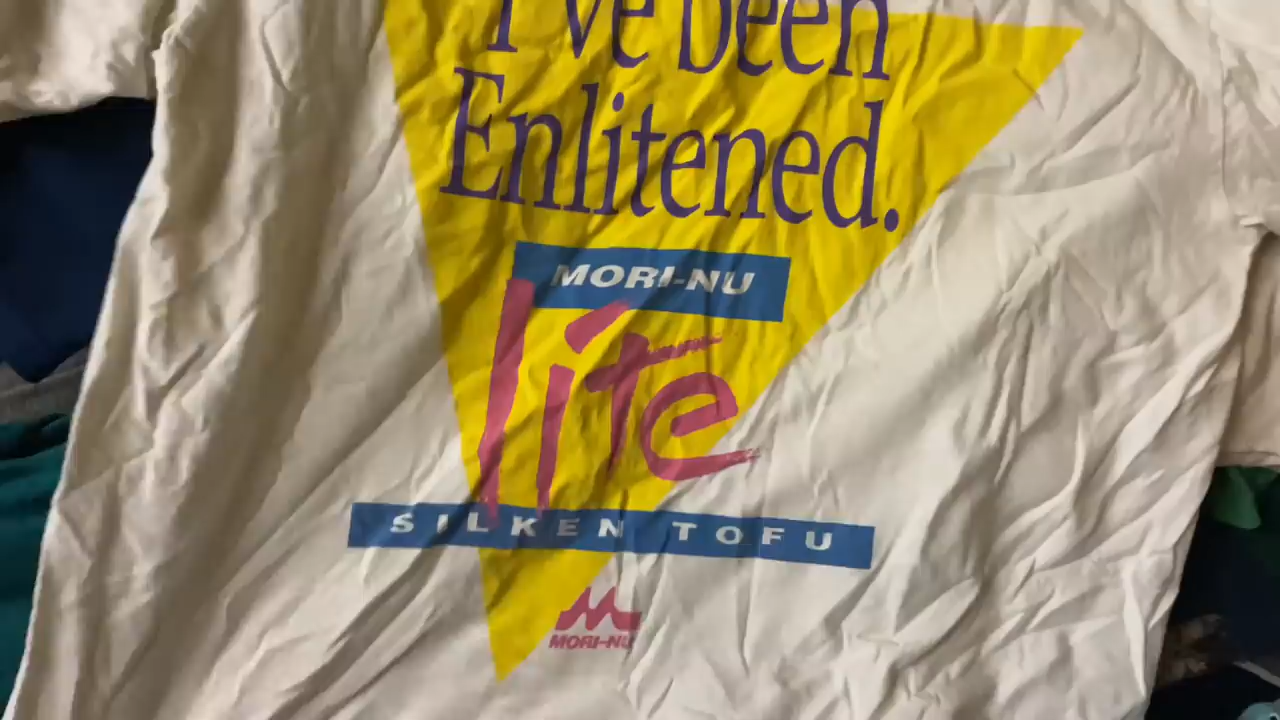 I've been
Enlitened.
MORI-NU
lite
SILKEN TOFU
MORI-NU